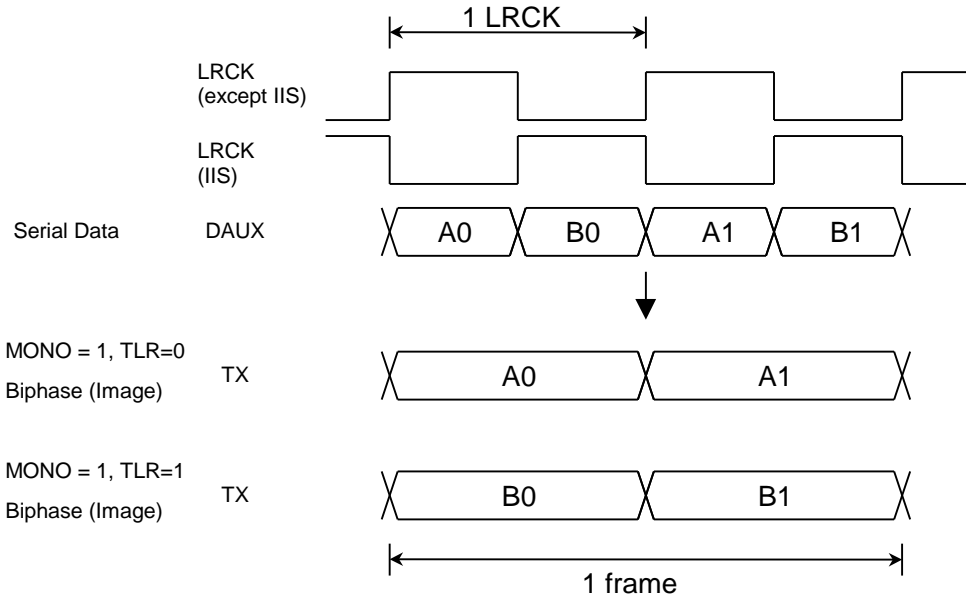 1 LRCK
LRCK
(except IIS)
LRCK
(IIS)
Serial Data DAUX A0 B0 A1 B1
MONO = 1, TLR=0
Biphase (Image)
TX A0 A1
MONO = 1, TLR=1
Biphase (Image)
TX B0 B1
1 frame